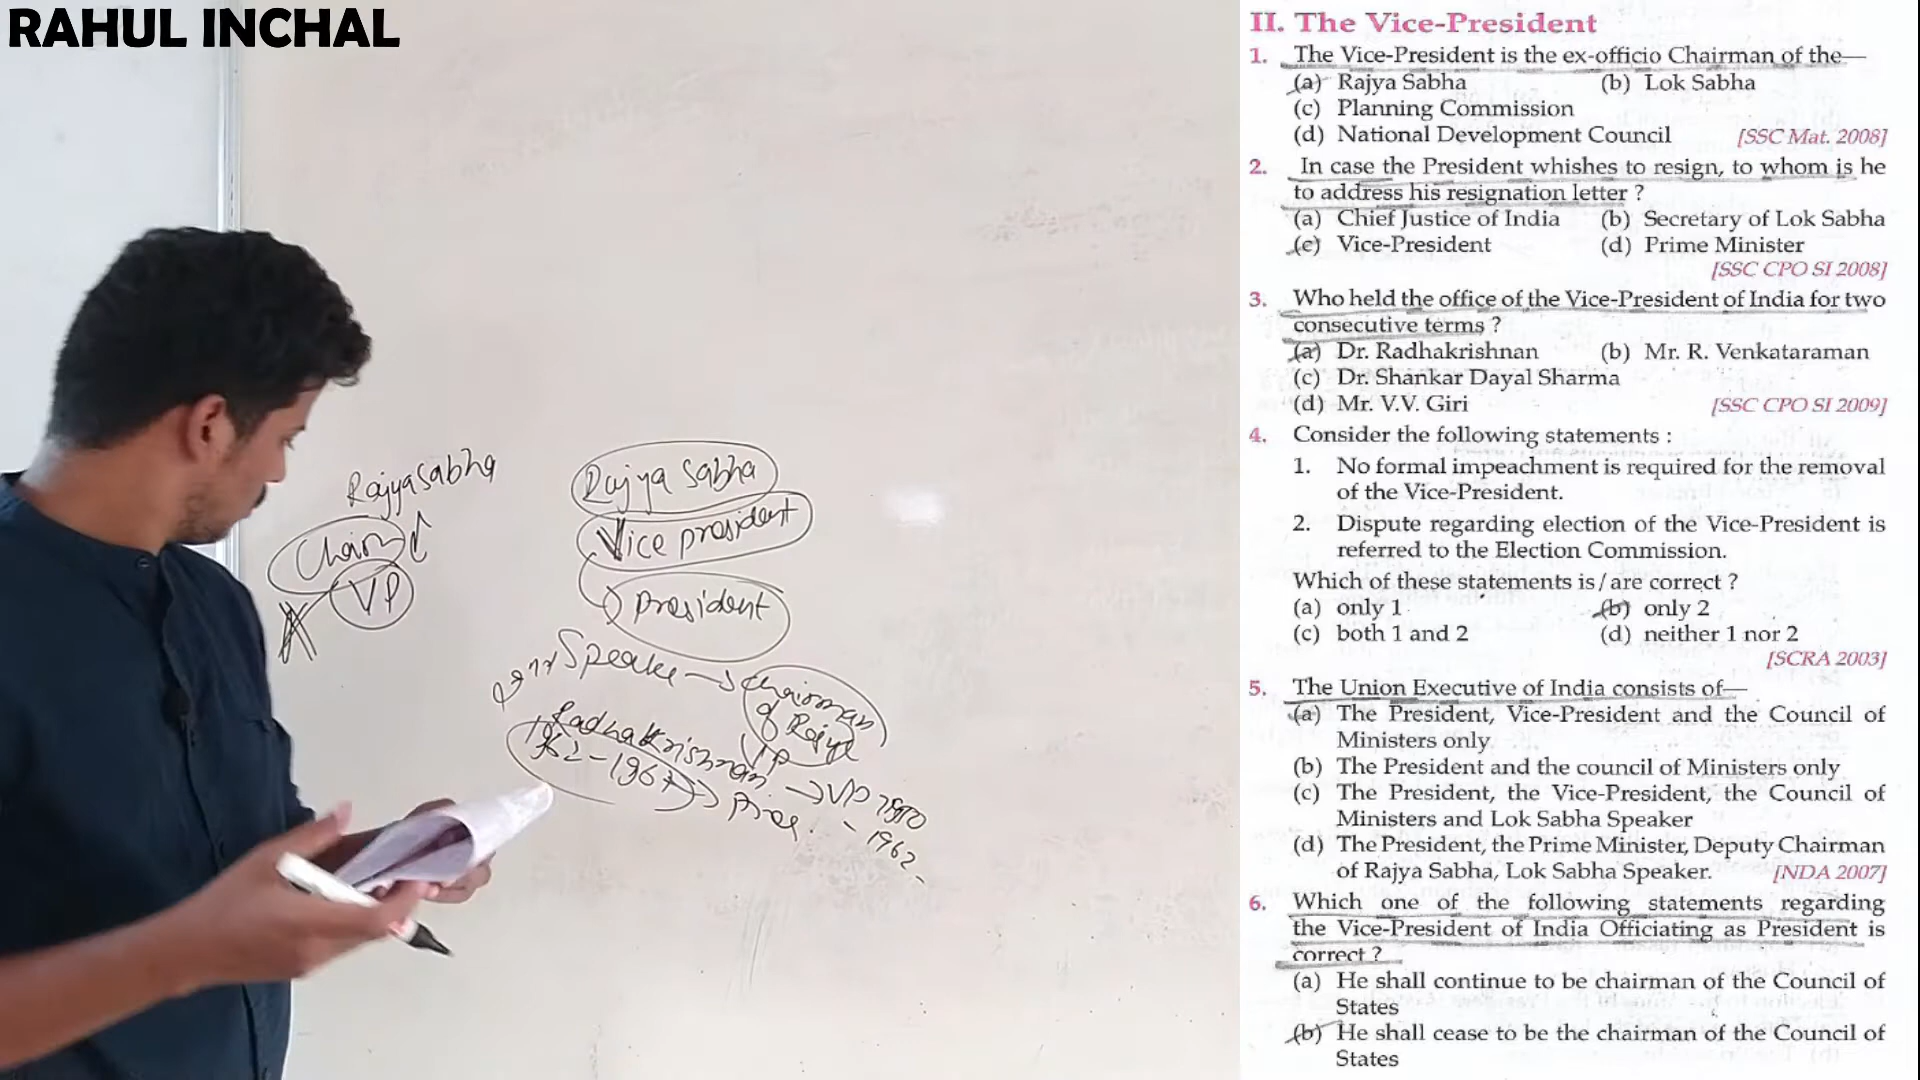 RAHUL INCHAL
Rajyasabha
Chairm
VP
Rajya Sabha
Vice president
president
Speake → chairman
of Rajya
VP
RadhaKrishnan → VP
1962 - 1967 → 
- 1962 -
II. The Vice-President
1. The Vice-President is the ex-officio Chairman of the—
(a) Rajya Sabha (b) Lok Sabha
(c) Planning Commission
(d) National Development Council [SSC Mat. 2008]
2. In case the President whishes to resign, to whom is he
to address his resignation letter ?
(a) Chief Justice of India (b) Secretary of Lok Sabha
(c) Vice-President (d) Prime Minister
[SSC CPO SI 2008]
3. Who held the office of the Vice-President of India for two
consecutive terms ?
(a) Dr. Radhakrishnan (b) Mr. R. Venkataraman
(c) Dr. Shankar Dayal Sharma
(d) Mr. V.V. Giri [SSC CPO SI 2009]
4. Consider the following statements :
1. No formal impeachment is required for the removal
of the Vice-President.
2. Dispute regarding election of the Vice-President is
referred to the Election Commission.
Which of these statements is/are correct ?
(a) only 1 (b) only 2
(c) both 1 and 2 (d) neither 1 nor 2
[SCRA 2003]
5. The Union Executive of India consists of—
(a) The President, Vice-President and the Council of
Ministers only
(b) The President and the council of Ministers only
(c) The President, the Vice-President, the Council of
Ministers and Lok Sabha Speaker
(d) The President, the Prime Minister, Deputy Chairman
of Rajya Sabha, Lok Sabha Speaker. [NDA 2007]
6. Which one of the following statements regarding
the Vice-President of India Officiating as President is
correct ?
(a) He shall continue to be chairman of the Council of
States
(b) He shall cease to be the chairman of the Council of
States